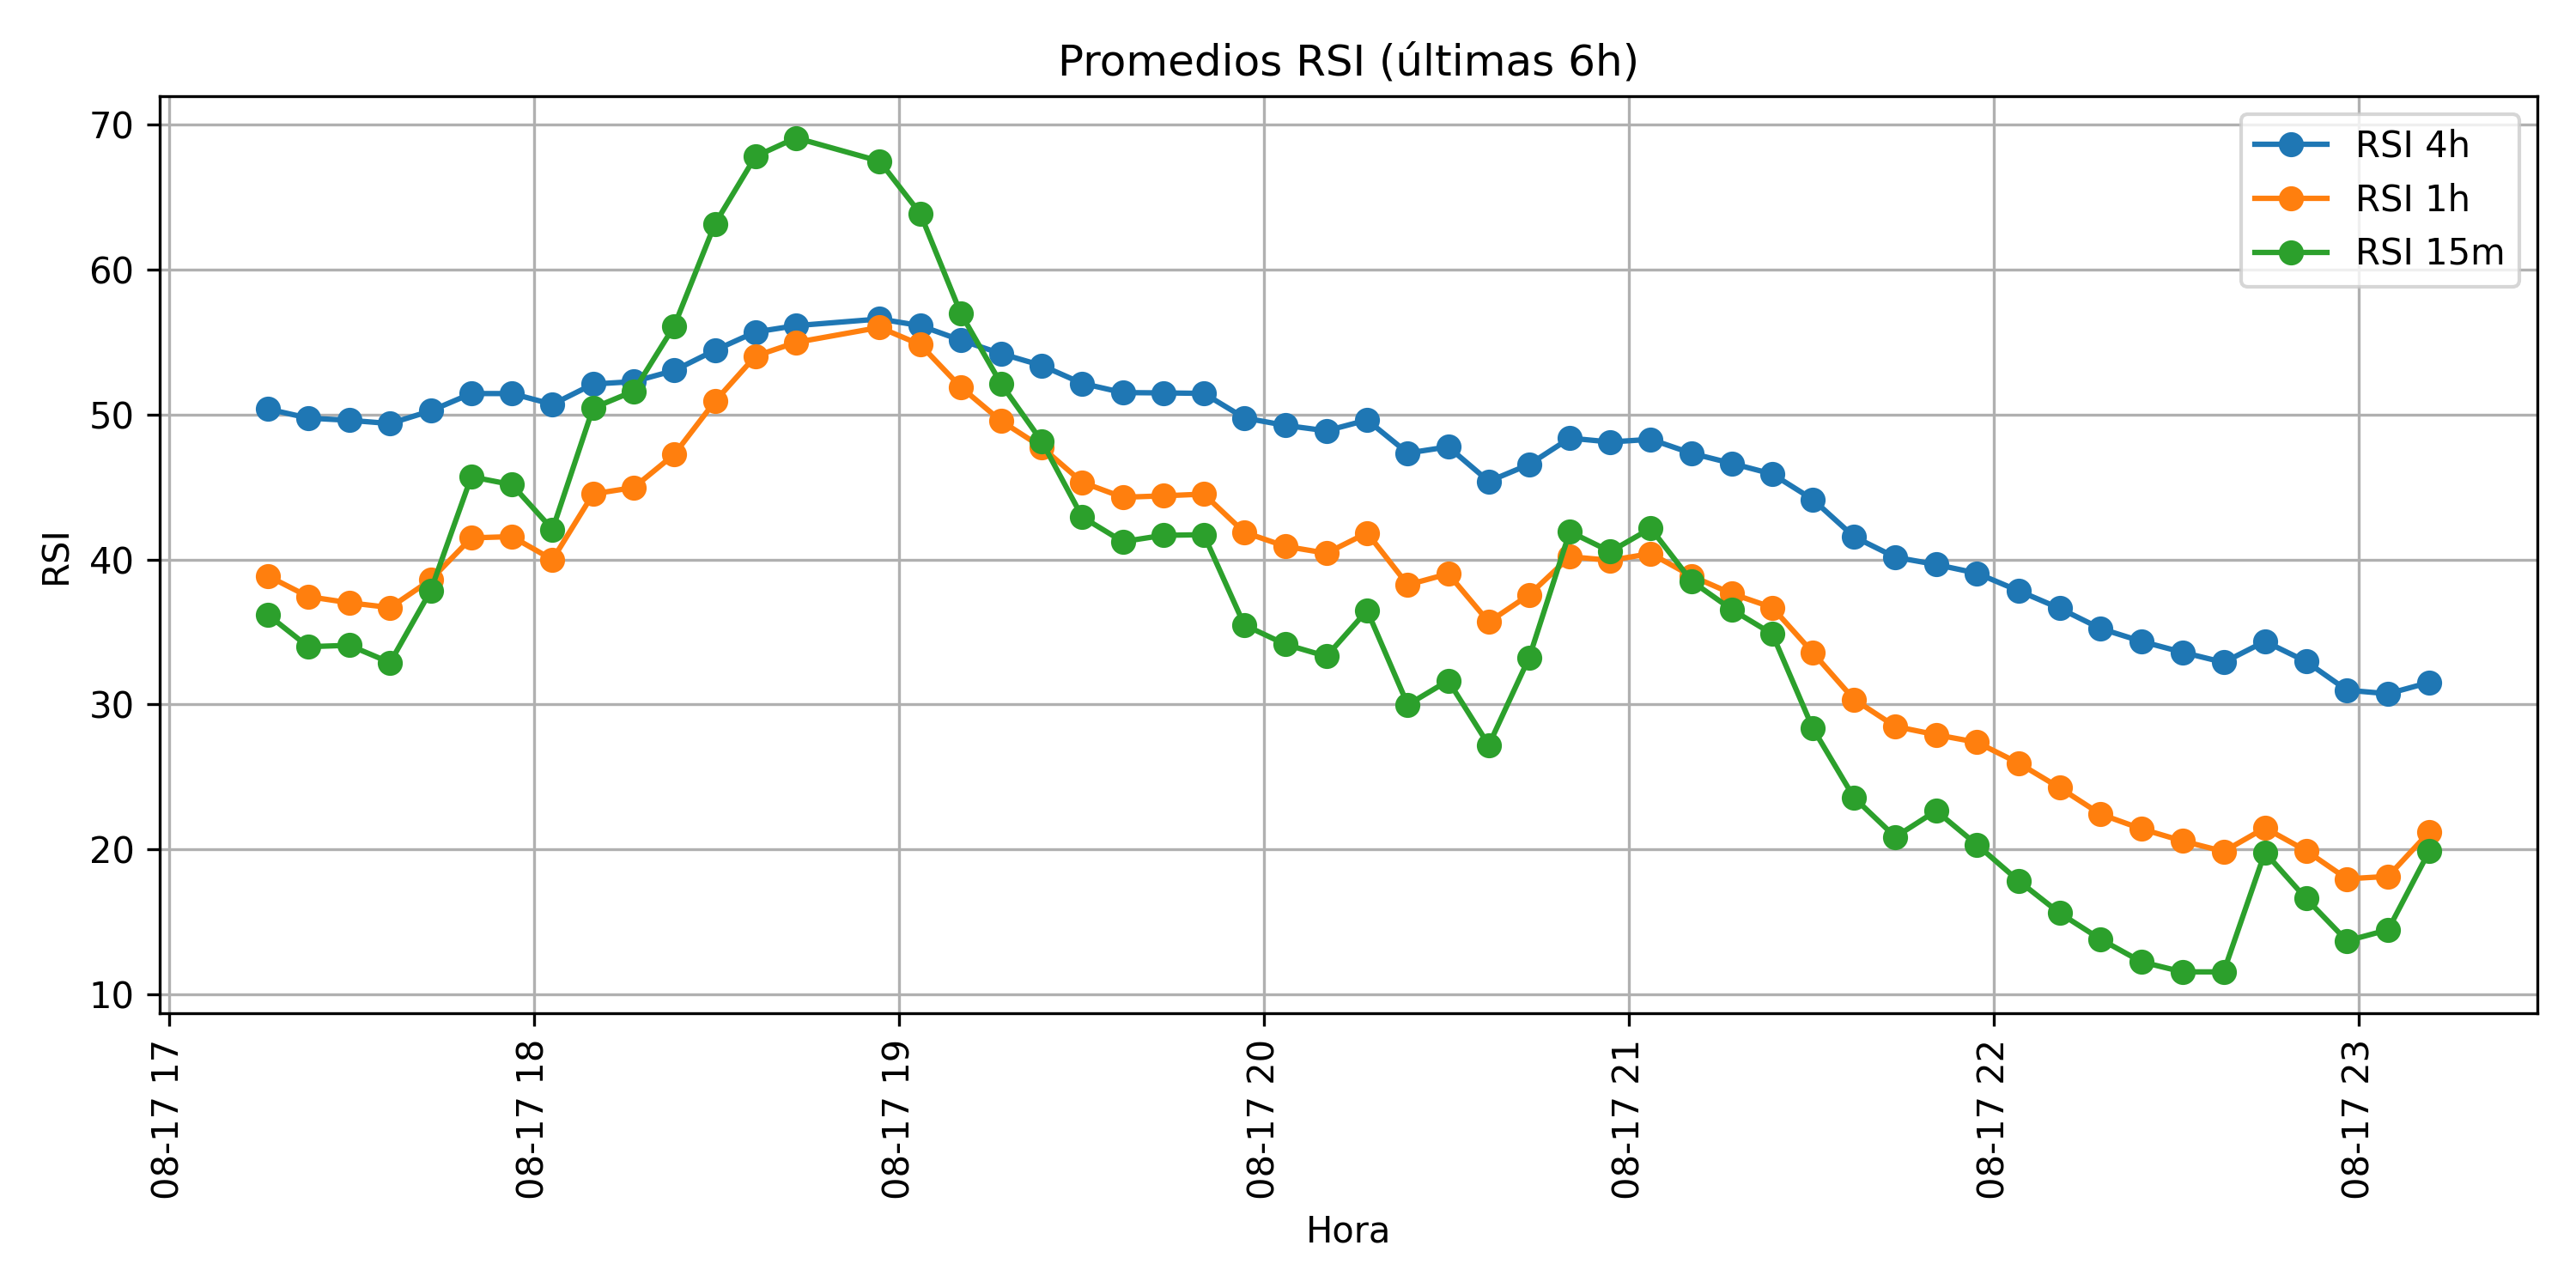 Promedios RSI (últimas 6h)
RSI 4h
RSI 1h
RSI 15m
RSI
70
60
50
40
30
20
10
08-17 17
08-17 18
08-17 19
08-17 20
08-17 21
08-17 22
08-17 23
Hora